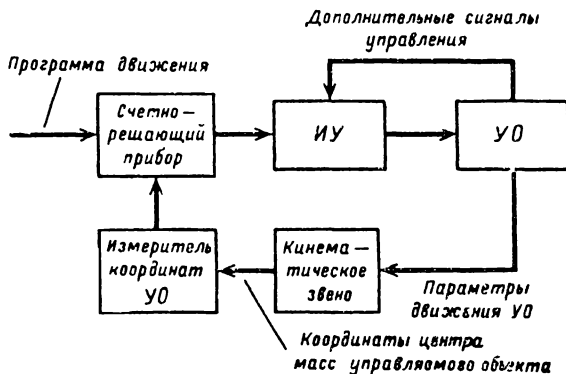 Дополнительные сигналы
управления
Программа движения
Счетно—
решающий
прибор
ИУ
УО
Измеритель
координат
УО
Кинема—
тическое
звено
Параметры
движения УО
Координаты центра
масс управляемого объекта